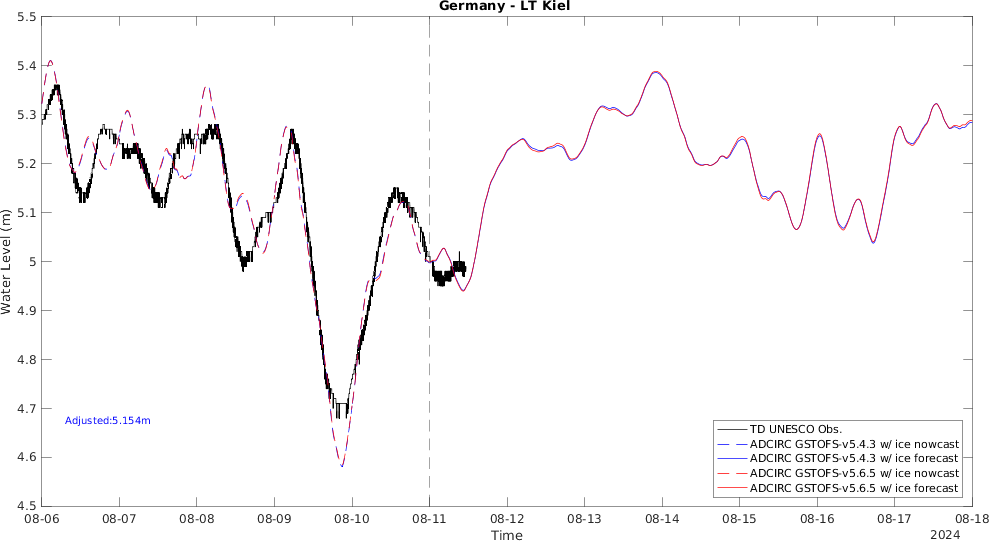 Germany - LT Kiel
5.5
5.4
5.3
5.2
5.1
5
4.9
4.8
4.7
4.6
4.5
Water Level (m)
Adjusted:5.154m
TD UNESCO Obs.
ADCIRC GSTOFS-v5.4.3 w/ ice nowcast
ADCIRC GSTOFS-v5.4.3 w/ ice forecast
ADCIRC GSTOFS-v5.6.5 w/ ice nowcast
ADCIRC GSTOFS-v5.6.5 w/ ice forecast
08-06 08-07 08-08 08-09 08-10 08-11 08-12 08-13 08-14 08-15 08-16 08-17 08-18
Time
2024